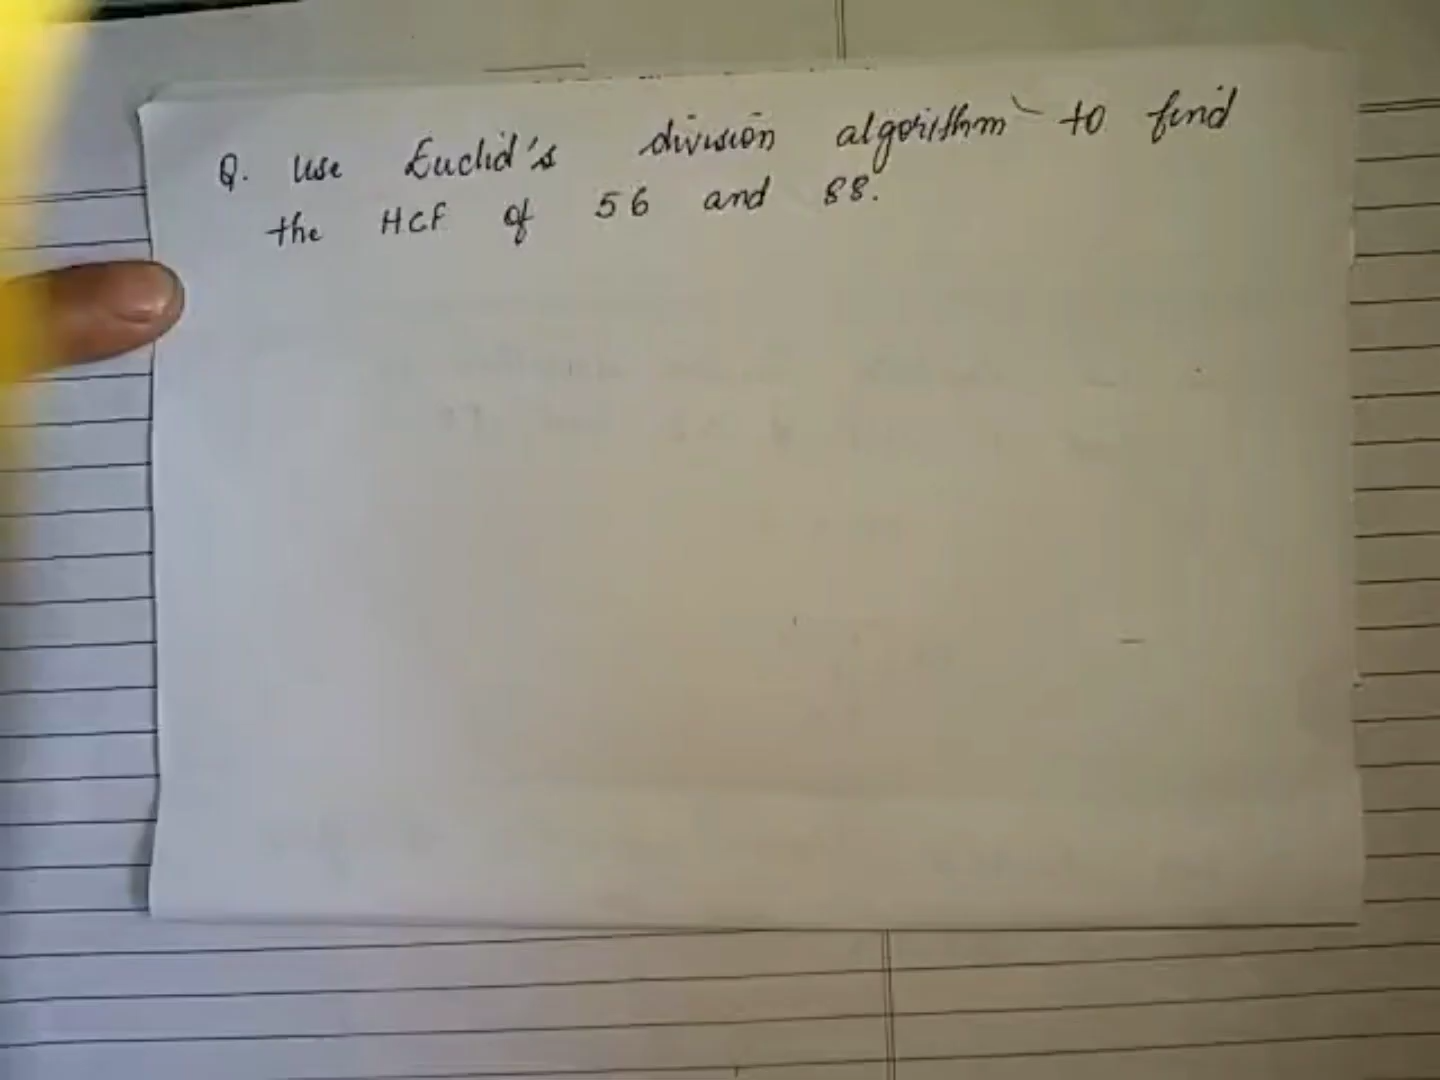 Q. Use Euclid's division algorithm to find
the HCF of 56 and 88.